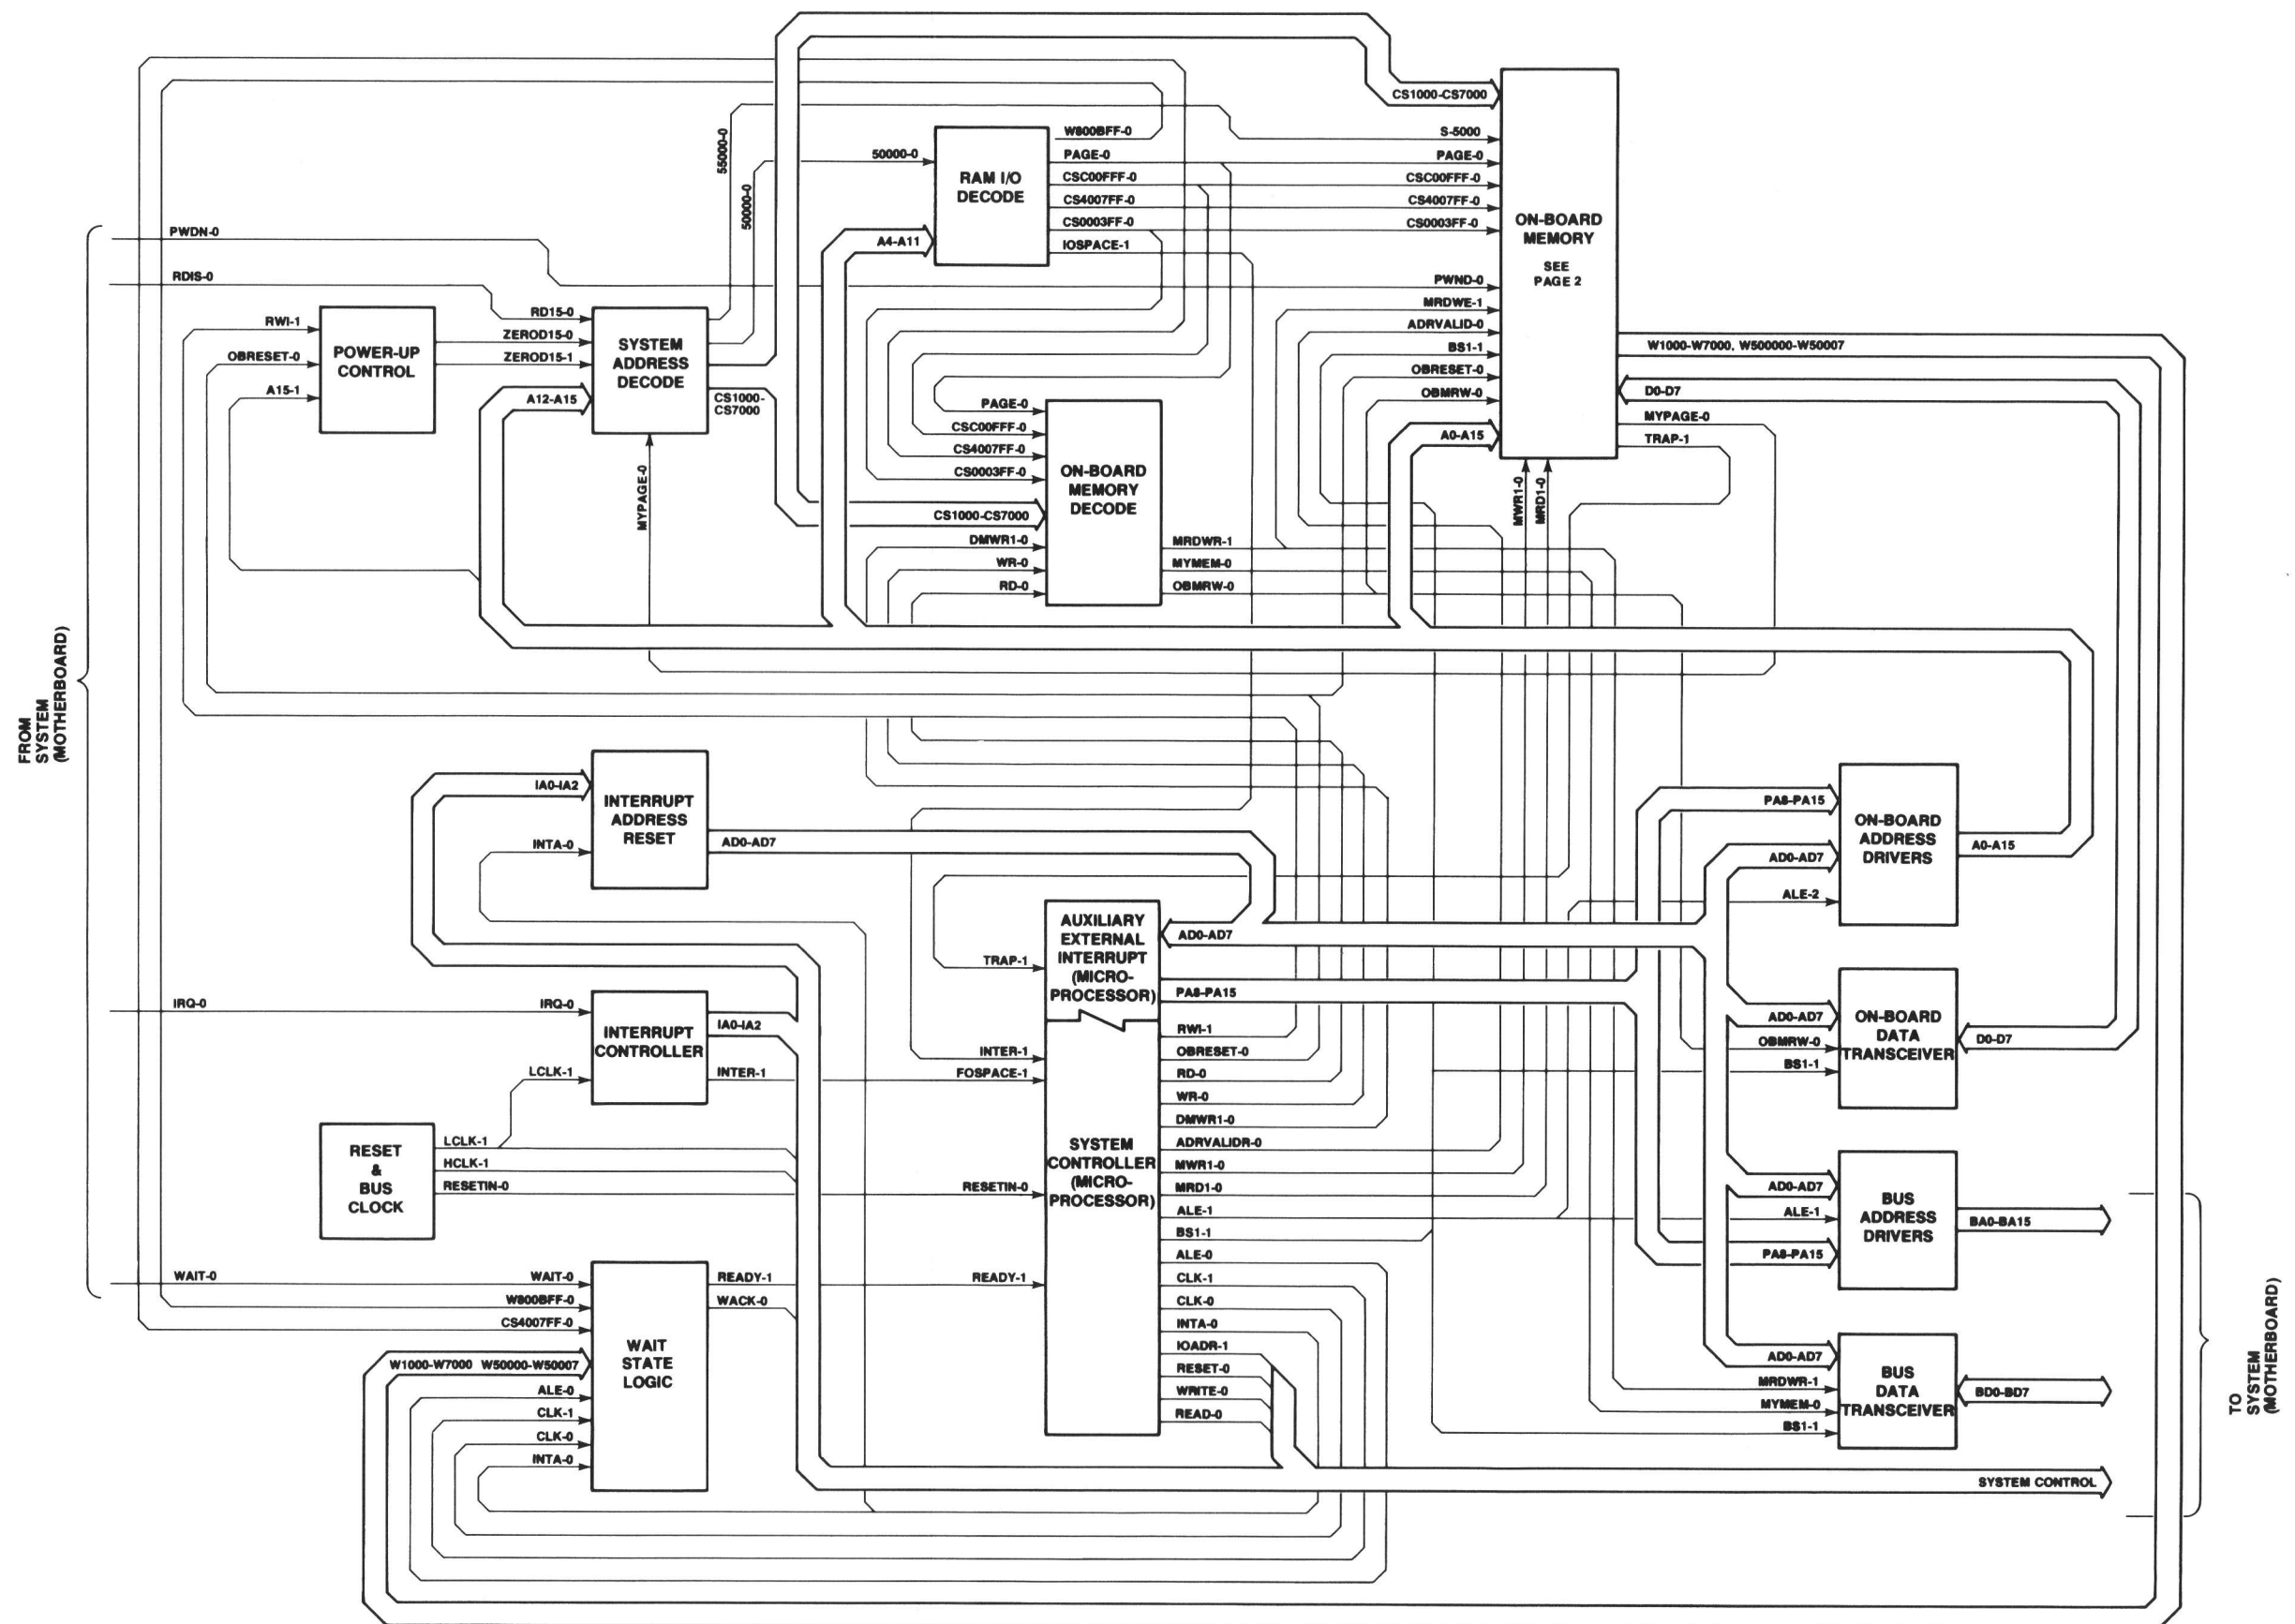 CS1000-CS7000
55000-0
50000-0
50000-0
RAM I/O
DECODE
W800BFF-0
PAGE-0
CSC00FFF-0
CS4007FF-0
CS0003FF-0
IOSPACE-1
A4-A11
S-5000
PAGE-0
CSC00FFF-0
CS4007FF-0
CS0003FF-0
PWND-0
MRDWE-1
ADRVALID-0
BS1-1
OBRESET-0
OBMRW-0
A0-A15
ON-BOARD
MEMORY
SEE
PAGE 2
W1000-W7000, W500000-W50007
D0-D7
MYPAGE-0
TRAP-1
MWR1-0
MRD1-0
PWDN-0
RDIS-0
RWI-1
OBRESET-0
A15-1
POWER-UP
CONTROL
RD15-0
ZEROD15-0
ZEROD15-1
A12-A15
SYSTEM
ADDRESS
DECODE
CS1000-
CS7000
MYPAGE-0
PAGE-0
CSC00FFF-0
CS4007FF-0
CS0003FF-0
CS1000-CS7000
DMWR1-0
WR-0
RD-0
ON-BOARD
MEMORY
DECODE
MRDWR-1
MYMEM-0
OBMRW-0
FROM
SYSTEM
(MOTHERBOARD)
IA0-IA2
INTA-0
INTERRUPT
ADDRESS
RESET
AD0-AD7
IRQ-0
IRQ-0
LCLK-1
INTERRUPT
CONTROLLER
IA0-IA2
INTER-1
RESET
&
BUS
CLOCK
LCLK-1
HCLK-1
RESETIN-0
WAIT-0
WAIT-0
W800BFF-0
CS4007FF-0
W1000-W7000 W50000-W50007
ALE-0
CLK-1
CLK-0
INTA-0
WAIT
STATE
LOGIC
READY-1
WACK-0
TRAP-1
INTER-1
FOSPACE-1
RESETIN-0
READY-1
AUXILIARY
EXTERNAL
INTERRUPT
(MICRO-
PROCESSOR)
SYSTEM
CONTROLLER
(MICRO-
PROCESSOR)
AD0-AD7
PA8-PA15
RWI-1
OBRESET-0
RD-0
WR-0
DMWR1-0
ADRVALIDR-0
MWR1-0
MRD1-0
ALE-1
BS1-1
ALE-0
CLK-1
CLK-0
INTA-0
IOADR-1
RESET-0
WRITE-0
READ-0
PA8-PA15
AD0-AD7
ALE-2
ON-BOARD
ADDRESS
DRIVERS
A0-A15
AD0-AD7
OBMRW-0
BS1-1
ON-BOARD
DATA
TRANSCEIVER
D0-D7
AD0-AD7
ALE-1
PA8-PA15
BUS
ADDRESS
DRIVERS
BA0-BA15
AD0-AD7
MRDWR-1
MYMEM-0
BS1-1
BUS
DATA
TRANSCEIVER
BD0-BD7
SYSTEM CONTROL
TO
SYSTEM
(MOTHERBOARD)